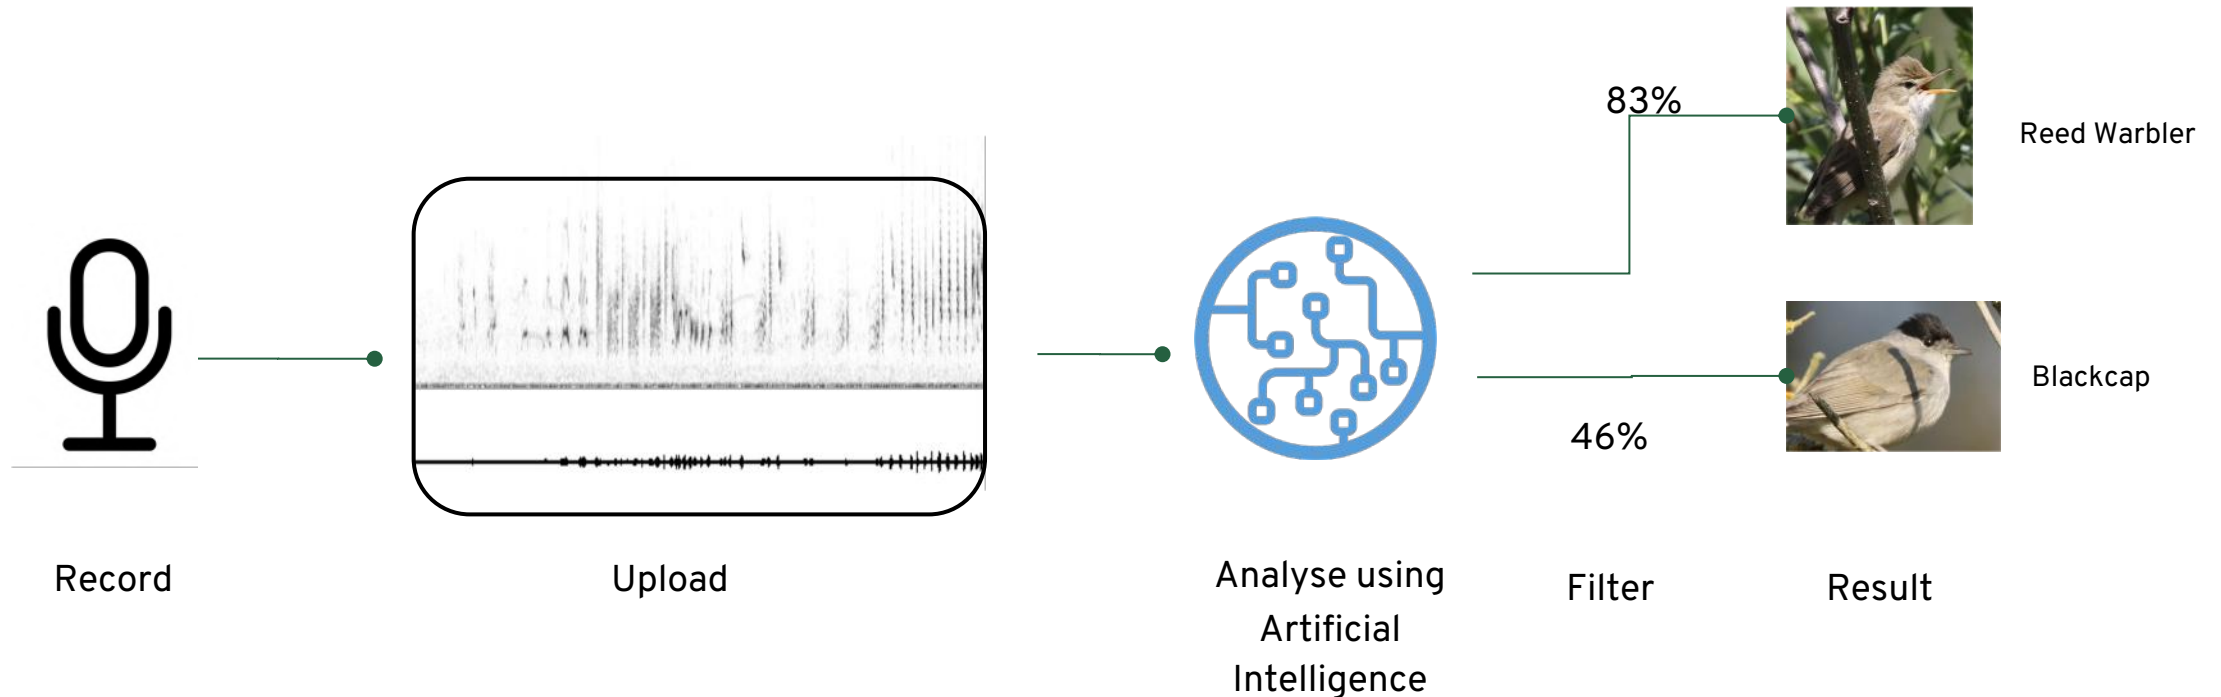 83%
Reed Warbler
Blackcap
46%
Record
Upload
Analyse using
Artificial
Intelligence
Filter
Result